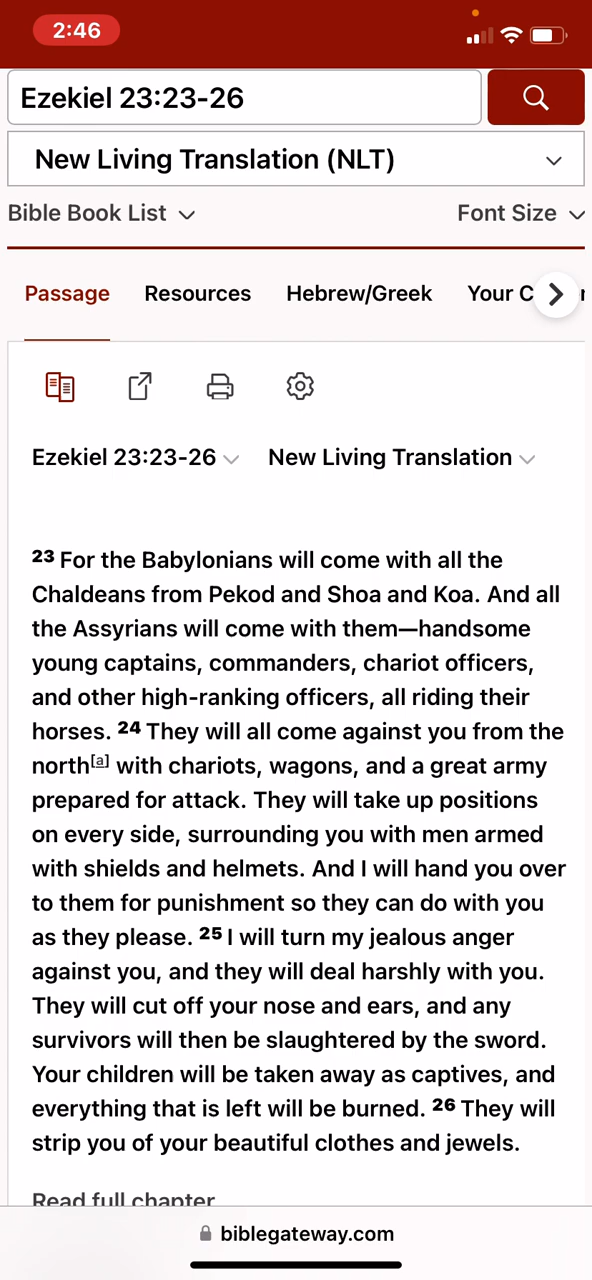 2:46
Ezekiel 23:23-26
New Living Translation (NLT)
Bible Book List
Font Size
Passage Resources Hebrew/Greek Your C
Ezekiel 23:23-26 New Living Translation
23 For the Babylonians will come with all the
Chaldeans from Pekod and Shoa and Koa. And all
the Assyrians will come with them—handsome
young captains, commanders, chariot officers,
and other high-ranking officers, all riding their
horses. 24 They will all come against you from the
north[a] with chariots, wagons, and a great army
prepared for attack. They will take up positions
on every side, surrounding you with men armed
with shields and helmets. And I will hand you over
to them for punishment so they can do with you
as they please. 25 I will turn my jealous anger
against you, and they will deal harshly with you.
They will cut off your nose and ears, and any
survivors will then be slaughtered by the sword.
Your children will be taken away as captives, and
everything that is left will be burned. 26 They will
strip you of your beautiful clothes and jewels.
Read full chapter
biblegateway.com